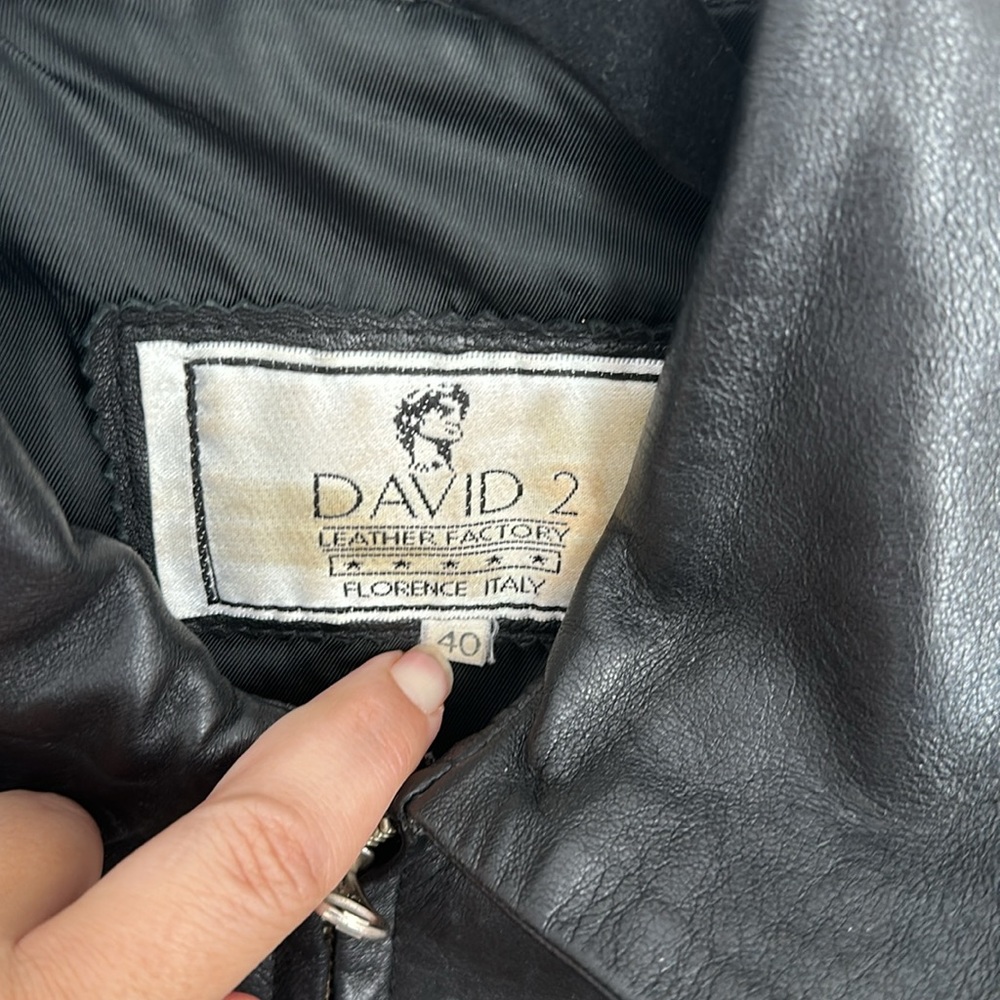 DAVID 2
LEATHER FACTORY
FLORENCE ITALY
40